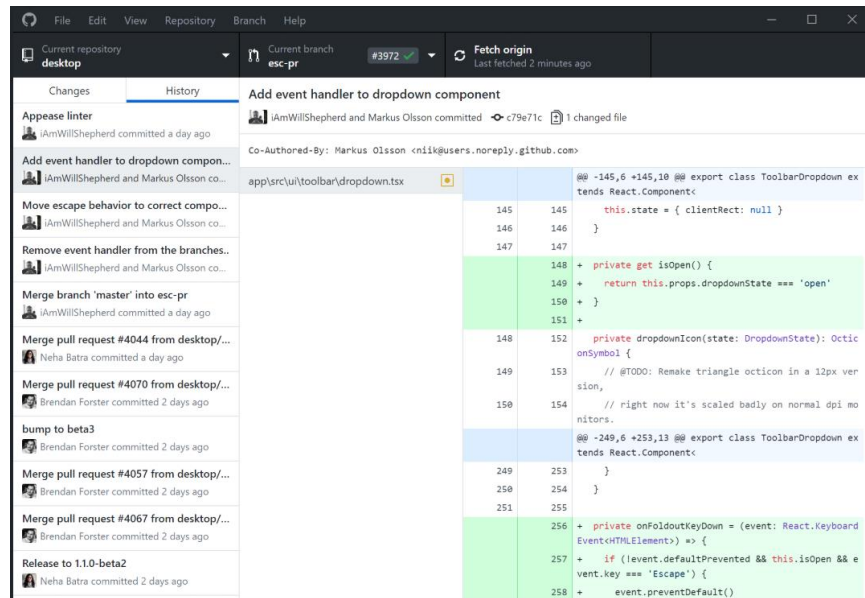 File Edit View Repository Branch Help
Current repository
desktop
Current branch
esc-pr
#3972
Fetch origin
Last fetched 2 minutes ago
Changes History
Appease linter
iAmWillShepherd committed a day ago
Add event handler to dropdown compon...
iAmWillShepherd and Markus Olsson co...
Move escape behavior to correct compo...
iAmWillShepherd and Markus Olsson co...
Remove event handler from the branches..
iAmWillShepherd and Markus Olsson co...
Merge branch 'master' into esc-pr
iAmWillShepherd committed a day ago
Merge pull request #4044 from desktop/...
Neha Batra committed a day ago
Merge pull request #4070 from desktop/...
Brendan Forster committed 2 days ago
bump to beta3
Brendan Forster committed 2 days ago
Merge pull request #4057 from desktop/...
Brendan Forster committed 2 days ago
Merge pull request #4067 from desktop/...
Brendan Forster committed 2 days ago
Release to 1.1.0-beta2
Neha Batra committed 2 days ago
Add event handler to dropdown component
iAmWillShepherd and Markus Olsson committed c79e71c 1 changed file
Co-Authored-By: Markus Olsson <niik@users.noreply.github.com>
app\src\ui\toolbar\dropdown.tsx
@@ -145,6 +145,10 @@ export class ToolbarDropdown ex
tends React.Component<
145 145 this.state = { clientRect: null }
146 146 }
147 147
148 + private get isOpen() {
149 + return this.props.dropdownState === 'open'
150 + }
151 +
148 152 private dropdownIcon(state: DropdownState): Octic
onSymbol {
149 153 // @TODO: Remake triangle octicon in a 12px ver
sion,
150 154 // right now it's scaled badly on normal dpi mo
nitors.
@@ -249,6 +253,13 @@ export class ToolbarDropdown ex
tends React.Component<
249 253 }
250 254 }
251 255
256 + private onFoldoutKeyDown = (event: React.Keyboard
Event<HTMLElement>) => {
257 + if (!event.defaultPrevented && this.isOpen && e
vent.key === 'Escape') {
258 + event.preventDefault()